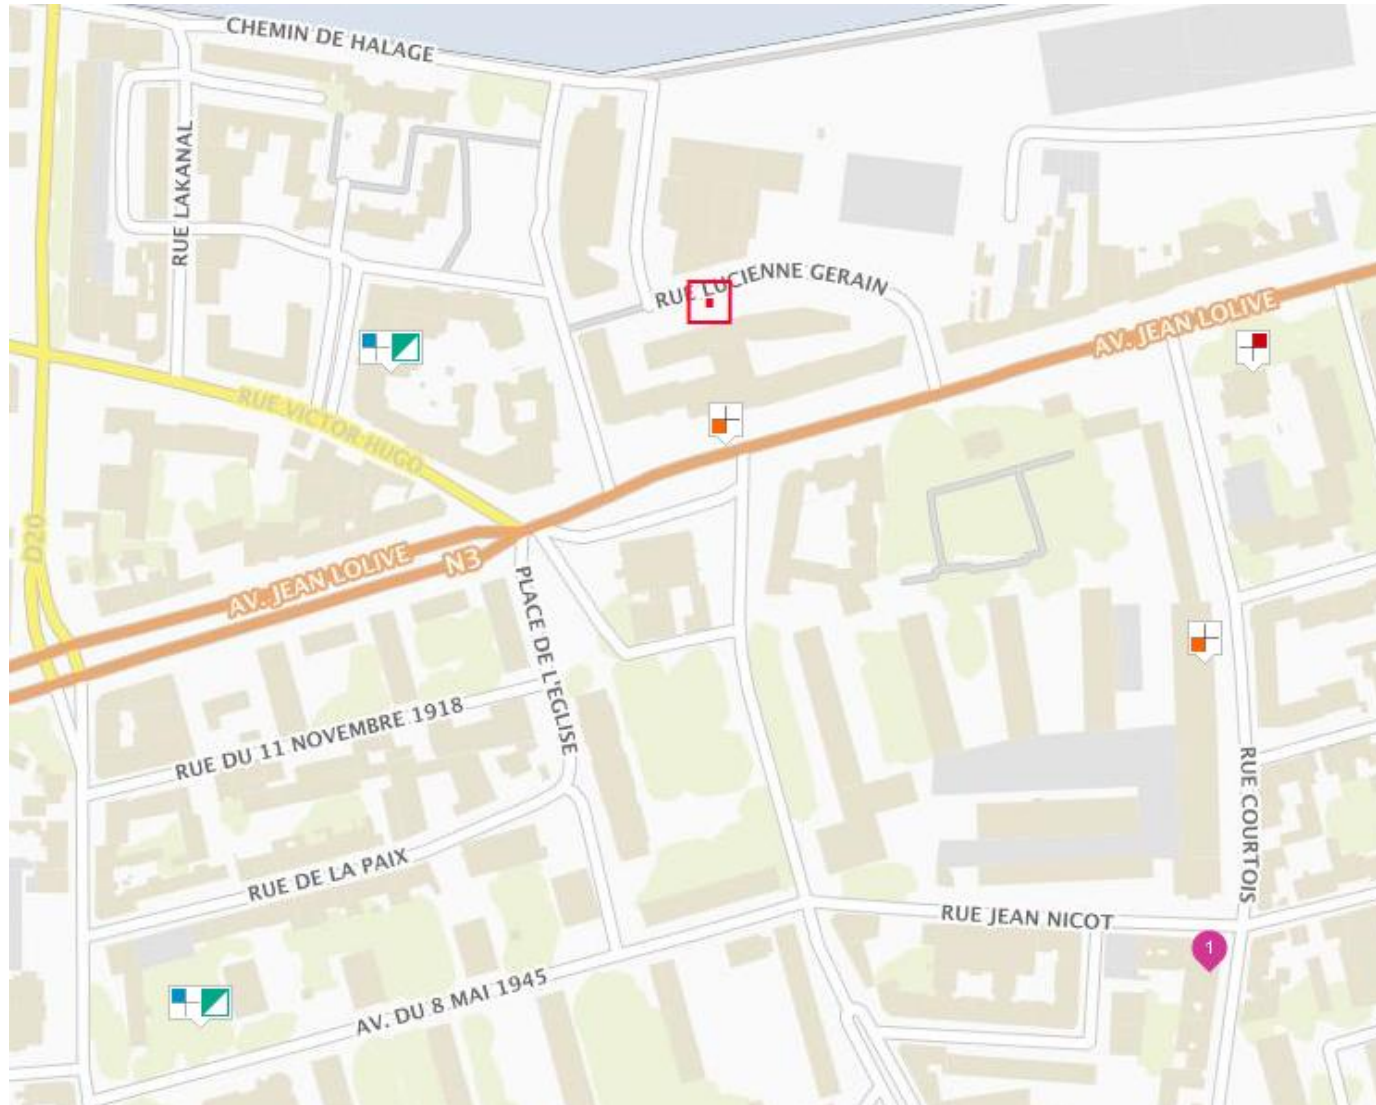 CHEMIN DE HALAGE
RUE LAKANAL
RUE LUCIENNE GERAIN
AV. JEAN LOLIVE
RUE VICTOR HUGO
D20
AV. JEAN LOLIVE
N3
PLACE DE L'EGLISE
RUE DU 11 NOVEMBRE 1918
RUE COURTOIS
RUE DE LA PAIX
RUE JEAN NICOT
1
AV. DU 8 MAI 1945